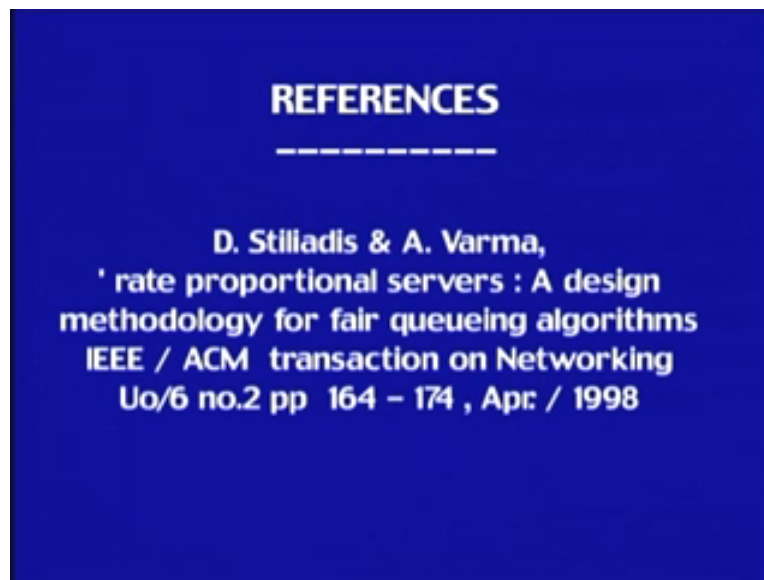 REFERENCES
----------
D. Stiliadis & A. Varma,
' rate proportional servers : A design
methodology for fair queueing algorithms
IEEE / ACM transaction on Networking
Uo/6 no.2 pp 164 – 174 , Apr. / 1998